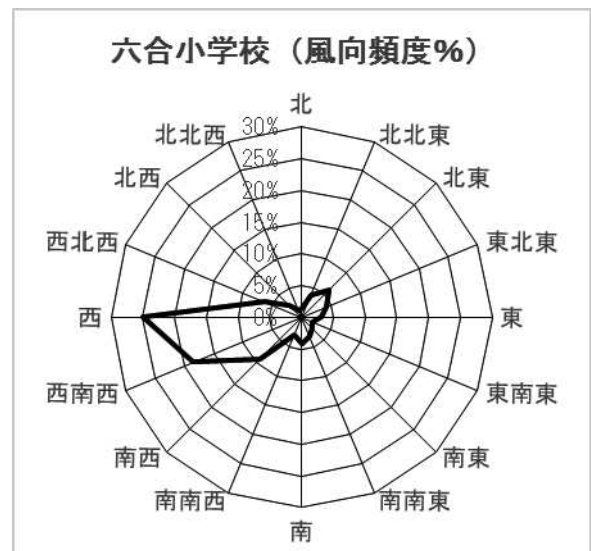 六合小学校（風向頻度%）
北
北北東
北東
東北東
東
東南東
南東
南南東
南
南南西
南西
西南西
西
西北西
北西
北北西
30%
25%
20%
15%
10%
5%
0%